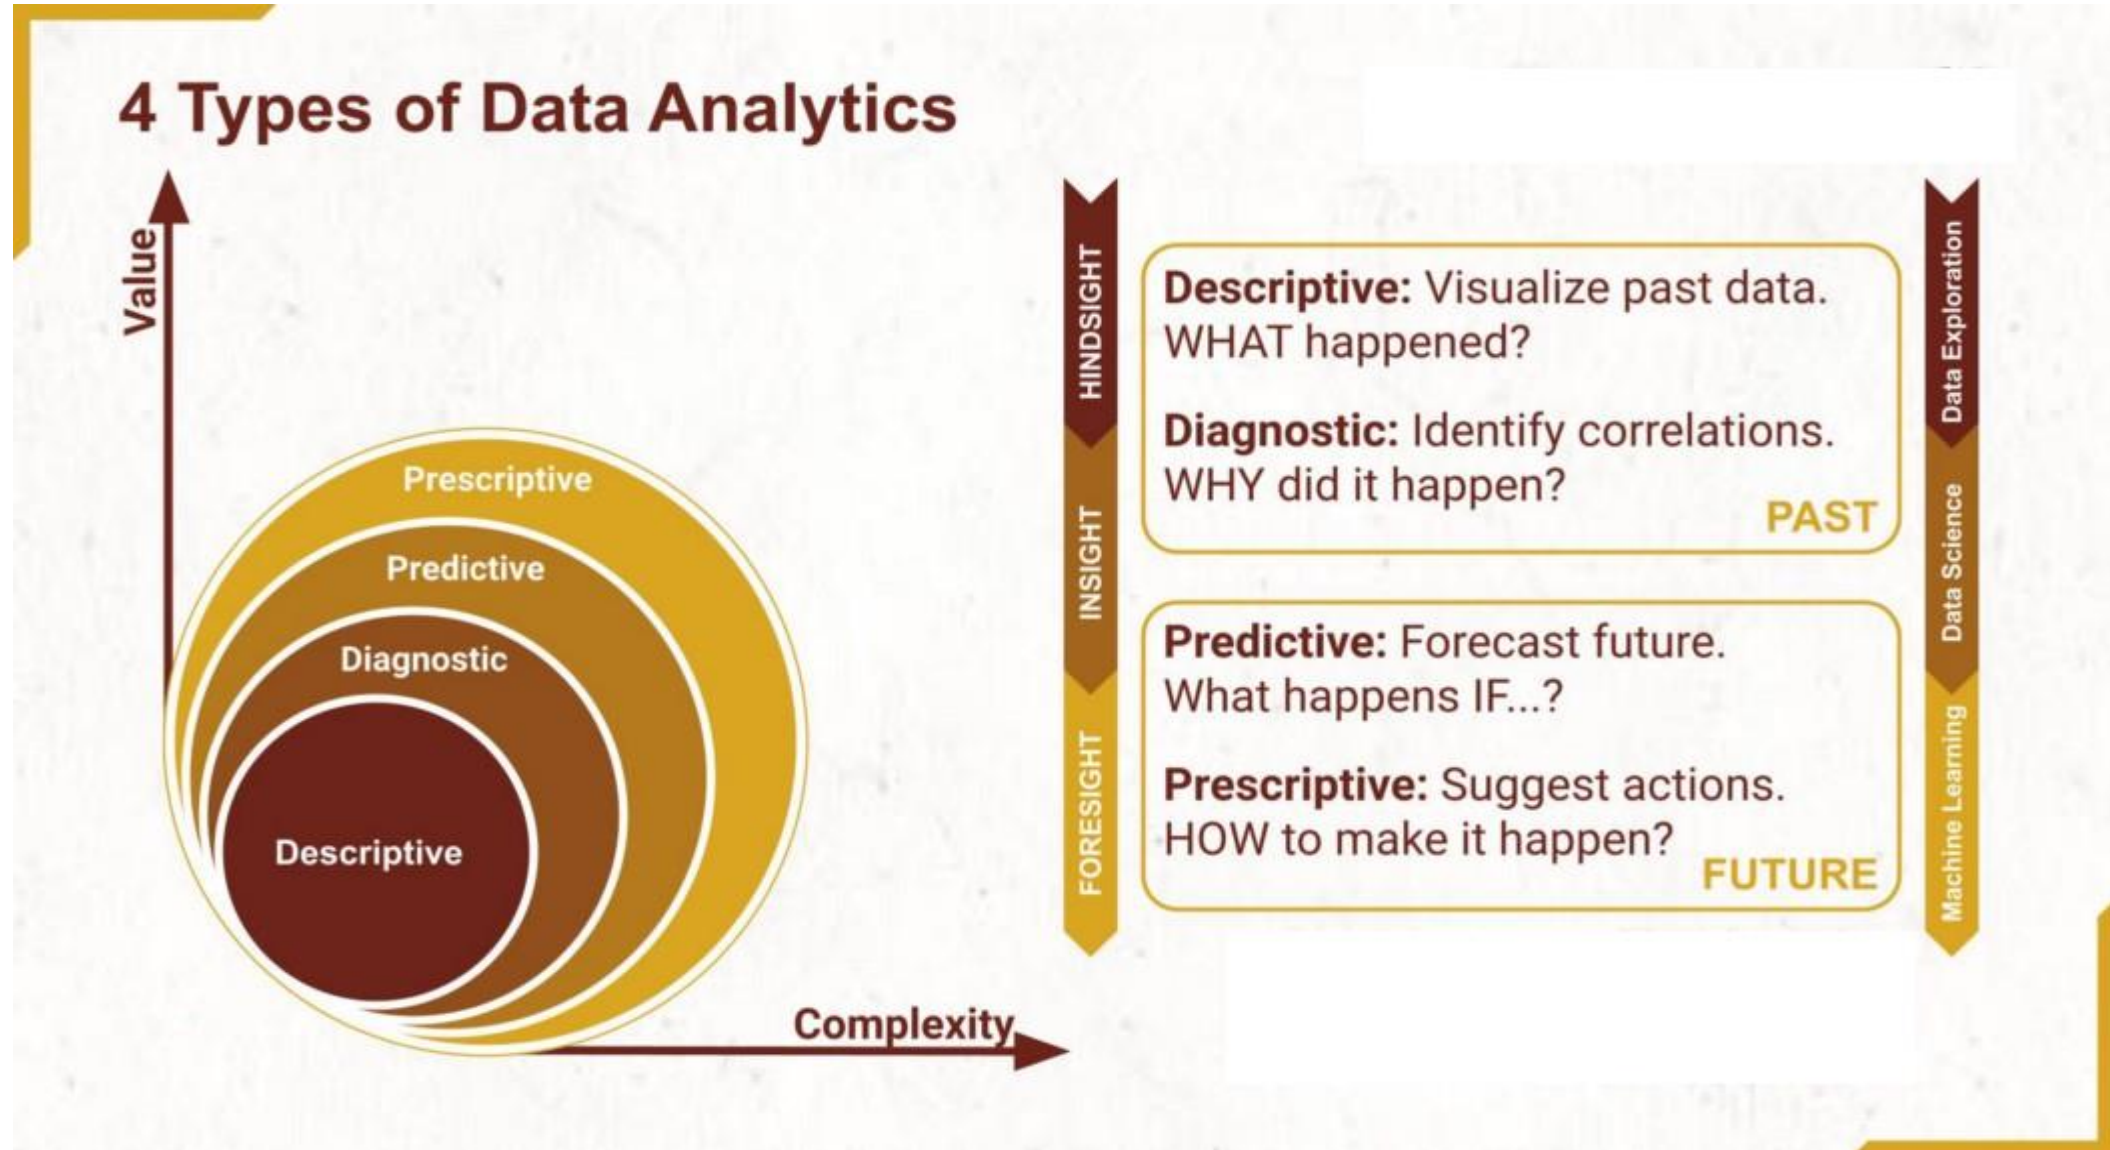 4 Types of Data Analytics
Value
Prescriptive
Predictive
Diagnostic
Descriptive
Complexity
HINDSIGHT
INSIGHT
FORESIGHT
Descriptive: Visualize past data.
WHAT happened?
Diagnostic: Identify correlations.
WHY did it happen?
PAST
Predictive: Forecast future.
What happens IF...?
Prescriptive: Suggest actions.
HOW to make it happen?
FUTURE
Data Exploration
Data Science
Machine Learning